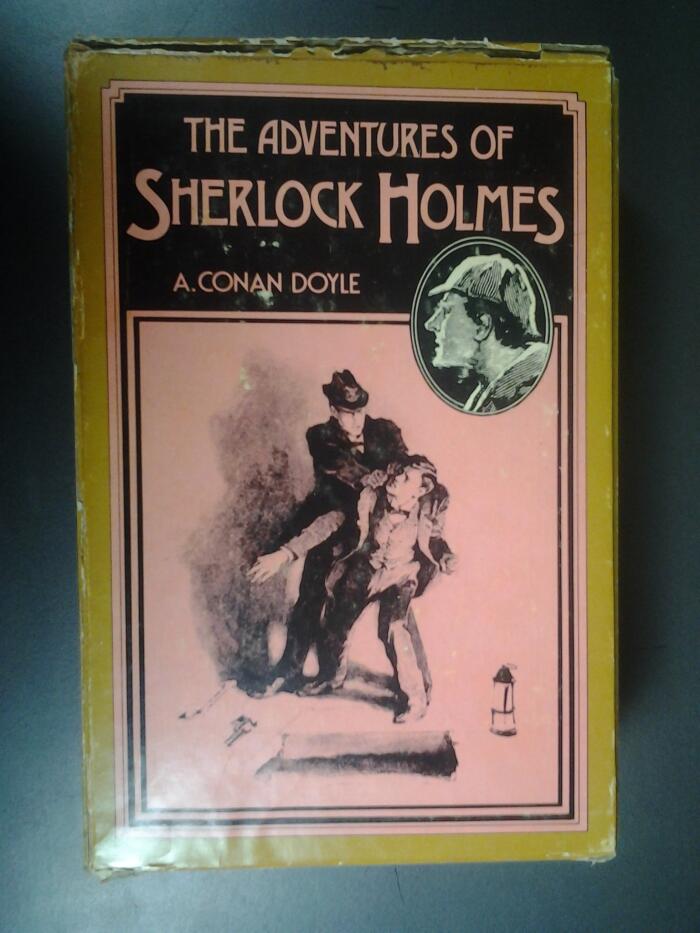 THE ADVENTURES OF
SHERLOCK HOLMES
A. CONAN DOYLE